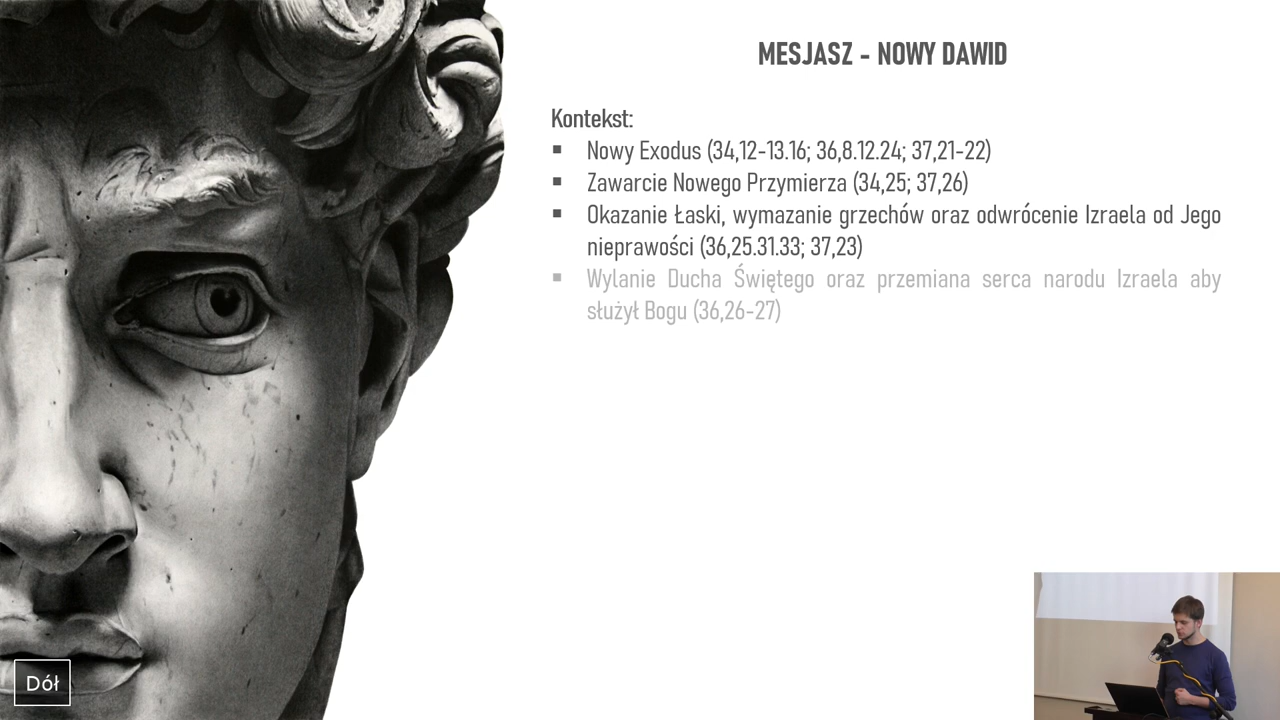 MESJASZ - NOWY DAWID
Kontekst:
▪ Nowy Exodus (34,12-13.16; 36,8.12.24; 37,21-22)
▪ Zawarcie Nowego Przymierza (34,25; 37,26)
▪ Okazanie Łaski, wymazanie grzechów oraz odwrócenie Izraela od Jego
nieprawości (36,25.31.33; 37,23)
▪ Wylanie Ducha Świętego oraz przemiana serca narodu Izraela aby
służył Bogu (36,26-27)
Dół